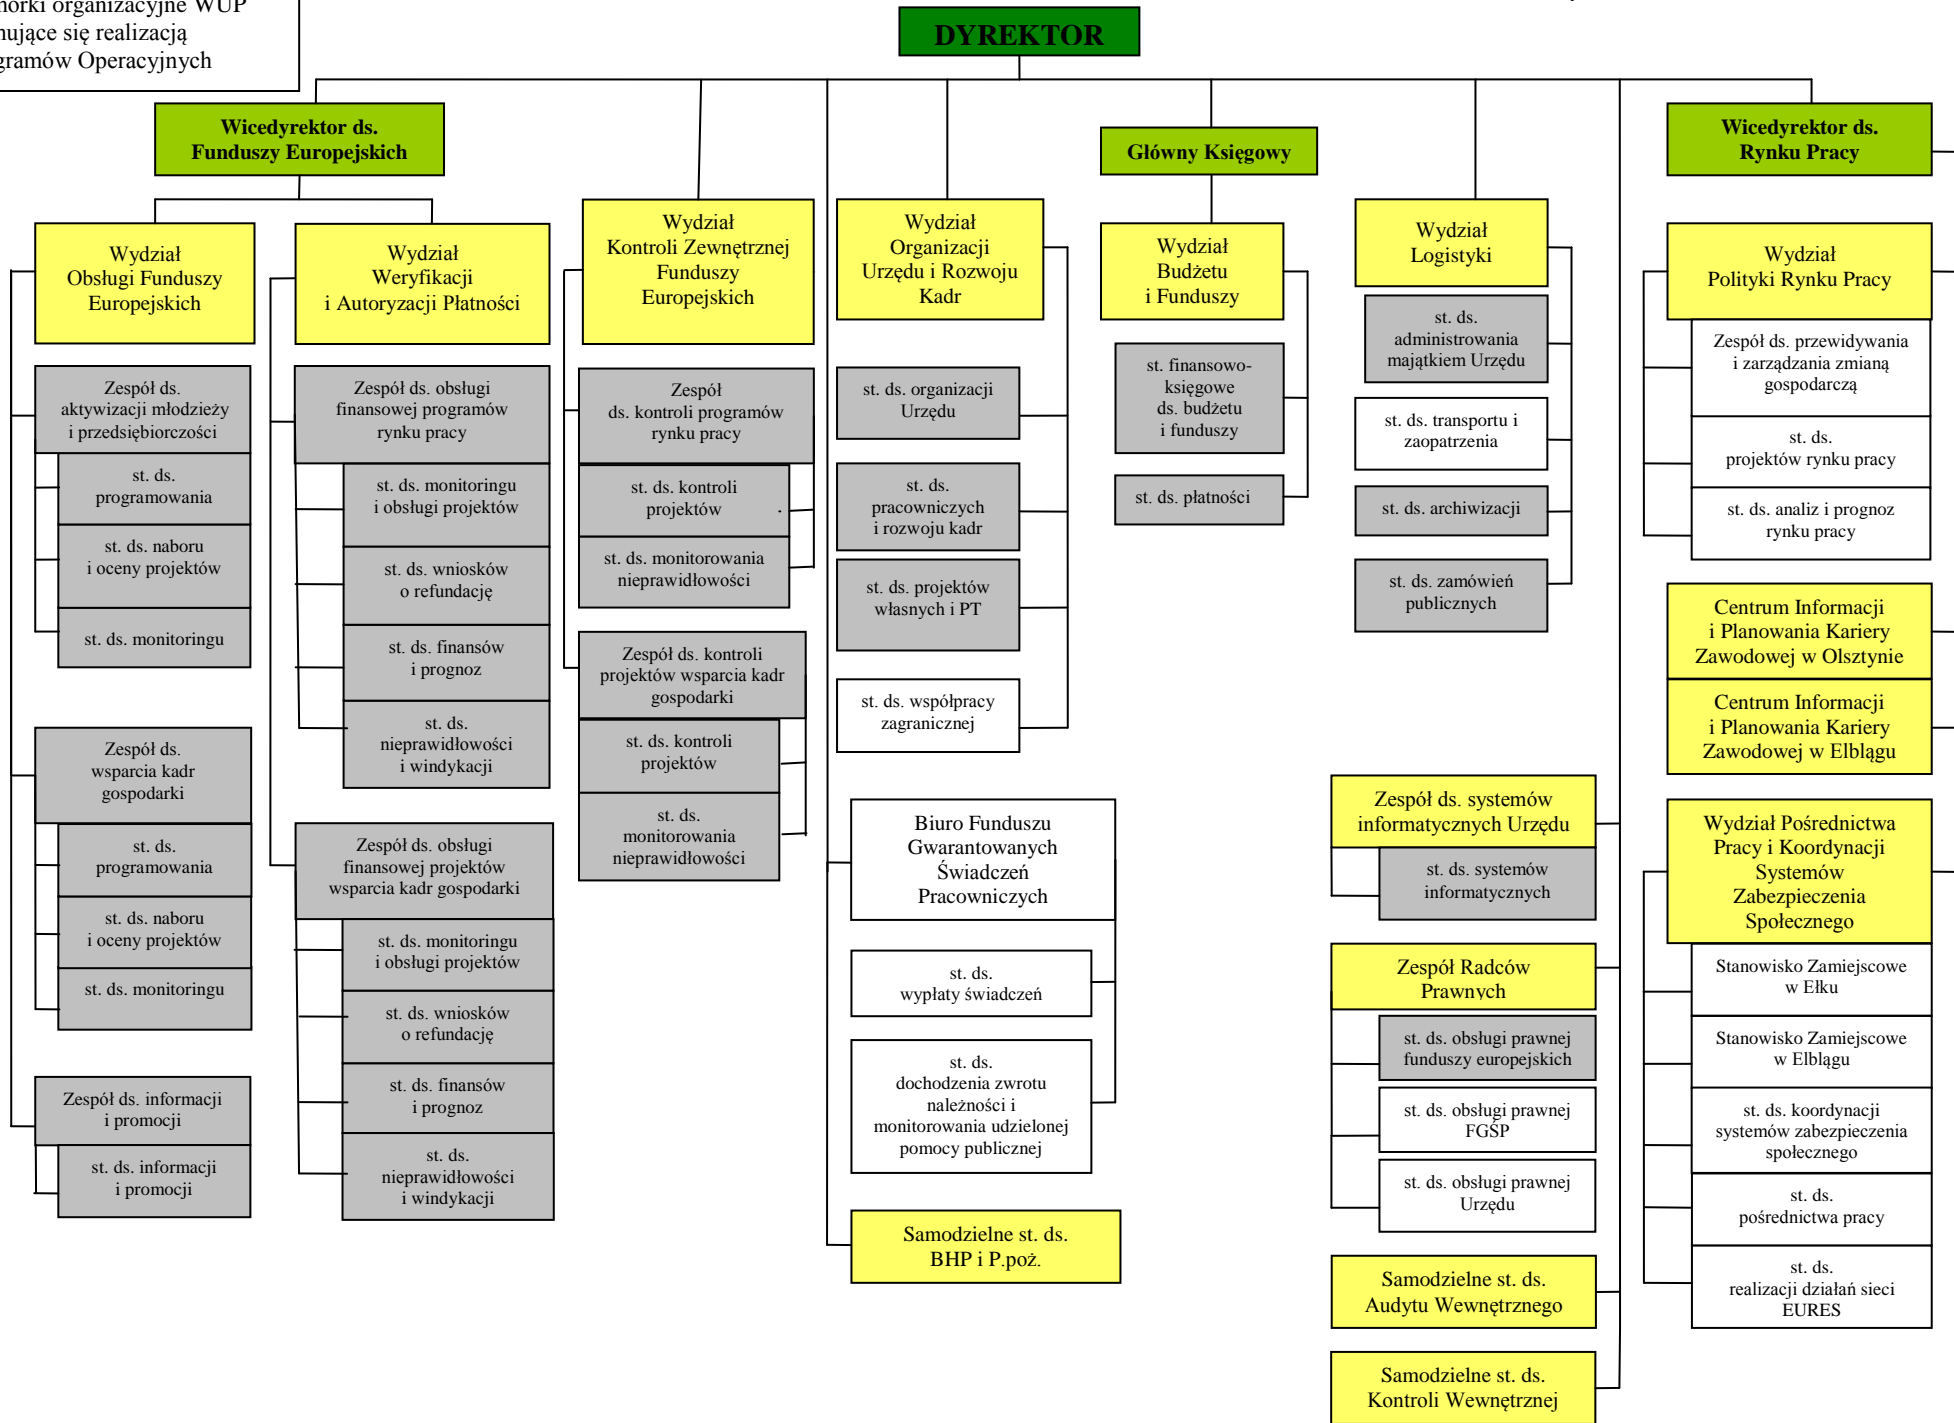 organizacyjne WUP
się realizacją
Operacyjnych
DYREKTOR
Wicedyrektor ds.
Funduszy Europejskich
Główny Księgowy
Wicedyrektor ds.
Rynku Pracy
Wydział
Obsługi Funduszy
Europejskich
Zespół ds.
aktywizacji młodzieży
i przedsiębiorczości
st. ds.
programowania
st. ds. naboru
i oceny projektów
st. ds. monitoringu
Zespół ds.
wsparcia kadr
gospodarki
st. ds.
programowania
st. ds. naboru
i oceny projektów
st. ds. monitoringu
Zespół ds. informacji
i promocji
st. ds. informacji
i promocji
Wydział
Weryfikacji
i Autoryzacji Płatności
Zespół ds. obsługi
finansowej programów
rynku pracy
st. ds. monitoringu
i obsługi projektów
st. ds. wniosków
o refundację
st. ds. finansów
i prognoz
st. ds.
nieprawidłowości
i windykacji
Zespół ds. obsługi
finansowej projektów
wsparcia kadr gospodarki
st. ds. monitoringu
i obsługi projektów
st. ds. wniosków
o refundację
st. ds. finansów
i prognoz
st. ds.
nieprawidłowości
i windykacji
Wydział
Kontroli Zewnętrznej
Funduszy
Europejskich
Zespół
ds. kontroli programów
rynku pracy
st. ds. kontroli
projektów
st. ds. monitorowania
nieprawidłowości
Zespół ds. kontroli
projektów wsparcia kadr
gospodarki
st. ds. kontroli
projektów
st. ds.
monitorowania
nieprawidłowości
Wydział
Organizacji
Urzędu i Rozwoju
Kadr
st. ds. organizacji
Urzędu
st. ds.
pracowniczych
i rozwoju kadr
st. ds. projektów
własnych i PT
st. ds. współpracy
zagranicznej
Biuro Funduszu
Gwarantowanych
Świadczeń
Pracowniczych
st. ds.
wypłaty świadczeń
st. ds.
dochodzenia zwrotu
należności i
monitorowania udzielonej
pomocy publicznej
Samodzielne st. ds.
BHP i P.poż.
Wydział
Budżetu
i Funduszy
st. finansowo-
księgowe
ds. budżetu
i funduszy
st. ds. płatności
Wydział
Logistyki
st. ds.
administrowania
majątkiem Urzędu
st. ds. transportu i
zaopatrzenia
st. ds. archiwizacji
st. ds. zamówień
publicznych
Zespół ds. systemów
informatycznych Urzędu
st. ds. systemów
informatycznych
Zespół Radców
Prawnych
st. ds. obsługi prawnej
funduszy europejskich
st. ds. obsługi prawnej
FGŚP
st. ds. obsługi prawnej
Urzędu
Samodzielne st. ds.
Audytu Wewnętrznego
Samodzielne st. ds.
Kontroli Wewnętrznej
Wydział
Polityki Rynku Pracy
Zespół ds. przewidywania
i zarządzania zmianą
gospodarczą
st. ds.
projektów rynku pracy
st. ds. analiz i prognoz
rynku pracy
Centrum Informacji
i Planowania Kariery
Zawodowej w Olsztynie
Centrum Informacji
i Planowania Kariery
Zawodowej w Elblągu
Wydział Pośrednictwa
Pracy i Koordynacji
Systemów
Zabezpieczenia
Społecznego
Stanowisko Zamiejscowe
w Ełku
Stanowisko Zamiejscowe
w Elblągu
st. ds. koordynacji
systemów zabezpieczenia
społecznego
st. ds.
pośrednictwa pracy
st. ds.
realizacji działań sieci
EURES